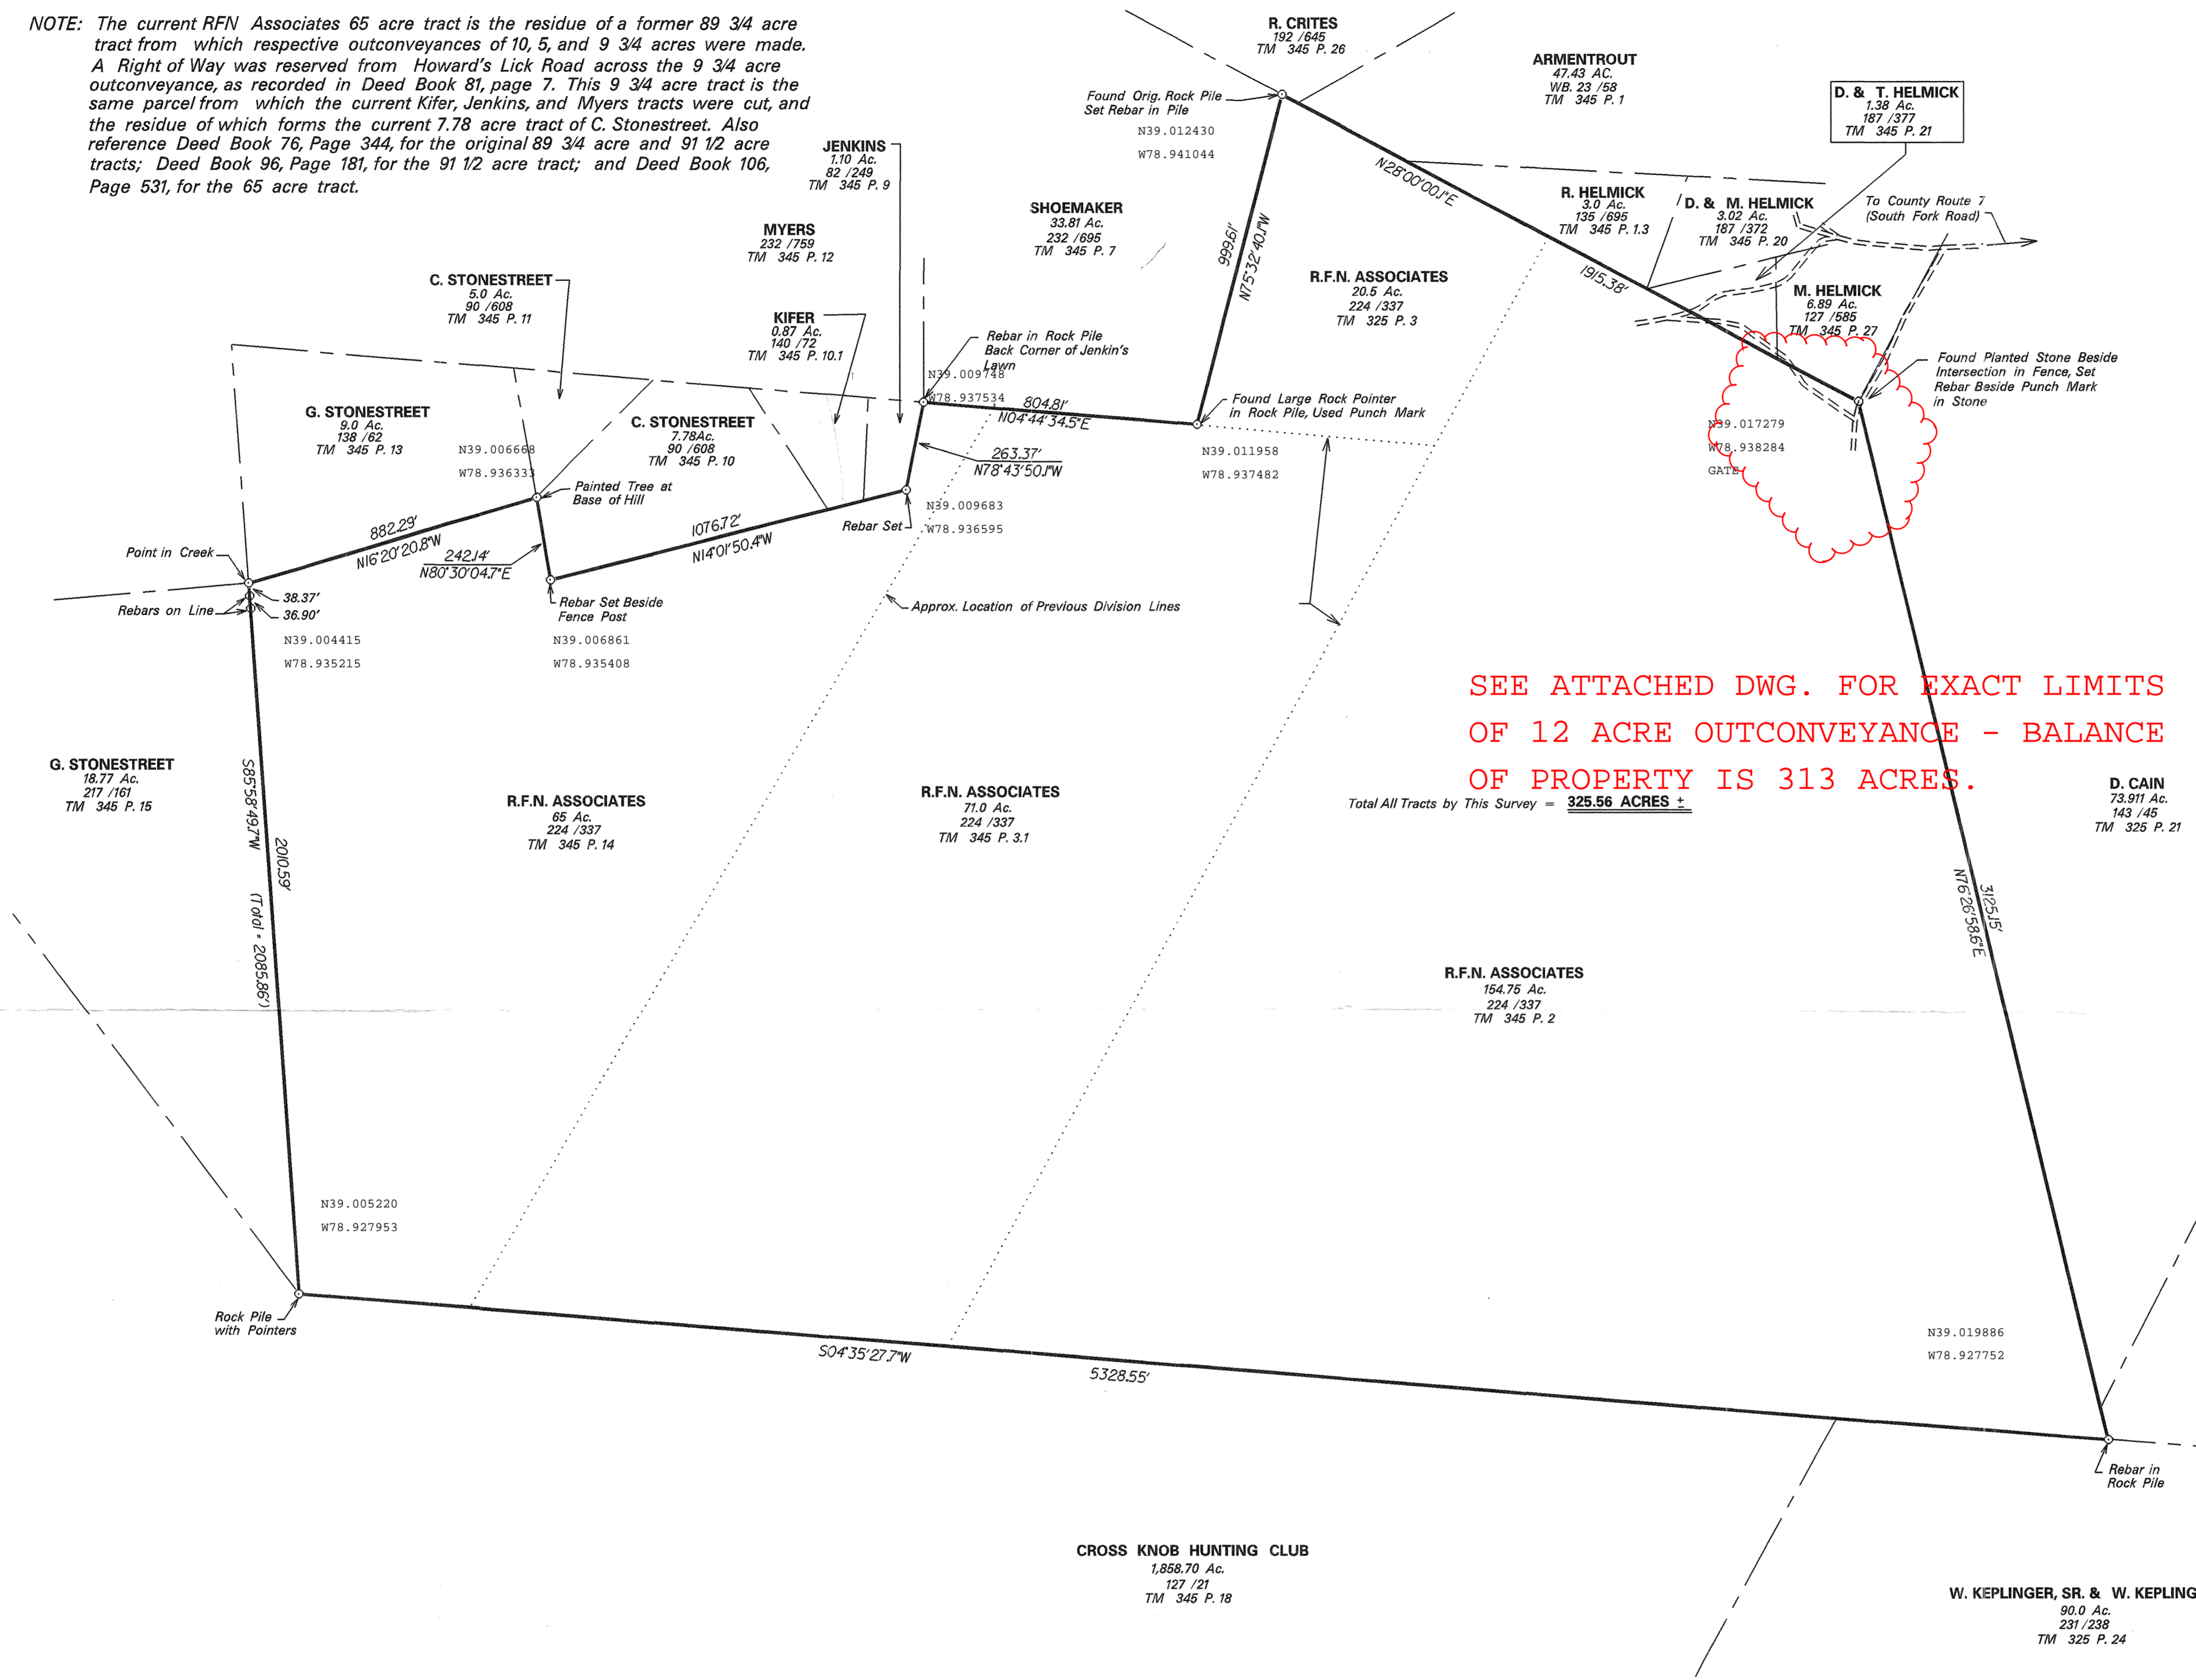 NOTE: The current RFN Associates 65 acre tract is the residue of a former 89 3/4 acre
tract from which respective outconveyances of 10, 5, and 9 3/4 acres were made.
A Right of Way was reserved from Howard's Lick Road across the 9 3/4 acre
outconveyance, as recorded in Deed Book 81, page 7. This 9 3/4 acre tract is the
same parcel from which the current Kifer, Jenkins, and Myers tracts were cut, and
the residue of which forms the current 7.78 acre tract of C. Stonestreet. Also
reference Deed Book 76, Page 344, for the original 89 3/4 acre and 91 1/2 acre
tracts; Deed Book 96, Page 181, for the 91 1/2 acre tract; and Deed Book 106,
Page 531, for the 65 acre tract.
R. CRITES
192 /645
TM 345 P. 26
ARMENTROUT
47.43 AC.
WB. 23 /58
TM 345 P. 1
D. & T. HELMICK
1.38 Ac.
187 /377
TM 345 P. 21
Found Orig. Rock Pile
Set Rebar in Pile
N39.012430
W78.941044
JENKINS
1.10 Ac.
82 /249
TM 345 P. 9
SHOEMAKER
33.81 Ac.
232 /695
TM 345 P. 7
MYERS
232 /759
TM 345 P. 12
N28°00'00.1"E
1915.38'
R. HELMICK
3.0 Ac.
135 /695
TM 345 P. 1.3
D. & M. HELMICK
3.02 Ac.
187 /372
TM 345 P. 20
To County Route 7
(South Fork Road)
999.61'
N75°32'40.1"W
R.F.N. ASSOCIATES
20.5 Ac.
224 /337
TM 325 P. 3
M. HELMICK
6.89 Ac.
127 /585
TM 345 P. 27
C. STONESTREET
5.0 Ac.
90 /608
TM 345 P. 11
KIFER
0.87 Ac.
140 /72
TM 345 P. 10.1
Rebar in Rock Pile
Back Corner of Jenkin's
Lawn
N39.009748
W78.937534
804.81'
N04°44'34.5"E
Found Large Rock Pointer
in Rock Pile, Used Punch Mark
Found Planted Stone Beside
Intersection in Fence, Set
Rebar Beside Punch Mark
in Stone
N39.017279
W78.938284
GATE
G. STONESTREET
9.0 Ac.
138 /62
TM 345 P. 13
C. STONESTREET
7.78Ac.
90 /608
TM 345 P. 10
N39.006668
W78.936333
263.37'
N78°43'50.1"W
N39.011958
W78.937482
Painted Tree at
Base of Hill
N39.009683
W78.936595
Rebar Set
882.29'
N16°20'20.8"W
242.14'
N80°30'04.7"E
1076.72'
N14°01'50.4"W
Point in Creek
Rebars on Line
38.37'
36.90'
Rebar Set Beside
Fence Post
Approx. Location of Previous Division Lines
N39.004415
W78.935215
N39.006861
W78.935408
SEE ATTACHED DWG. FOR EXACT LIMITS
OF 12 ACRE OUTCONVEYANCE - BALANCE
OF PROPERTY IS 313 ACRES.
Total All Tracts by This Survey = 325.56 ACRES ±
G. STONESTREET
18.77 Ac.
217 /161
TM 345 P. 15
S85°58'49.7"W
2010.59'
(Total = 2085.86')
R.F.N. ASSOCIATES
65 Ac.
224 /337
TM 345 P. 14
R.F.N. ASSOCIATES
71.0 Ac.
224 /337
TM 345 P. 3.1
D. CAIN
73.911 Ac.
143 /45
TM 325 P. 21
3125.15'
N76°26'58.6"E
R.F.N. ASSOCIATES
154.75 Ac.
224 /337
TM 345 P. 2
N39.005220
W78.927953
Rock Pile
with Pointers
S04°35'27.7"W
5328.55'
N39.019886
W78.927752
Rebar in
Rock Pile
CROSS KNOB HUNTING CLUB
1,858.70 Ac.
127 /21
TM 345 P. 18
W. KEPLINGER, SR. & W. KEPLING
90.0 Ac.
231 /238
TM 325 P. 24